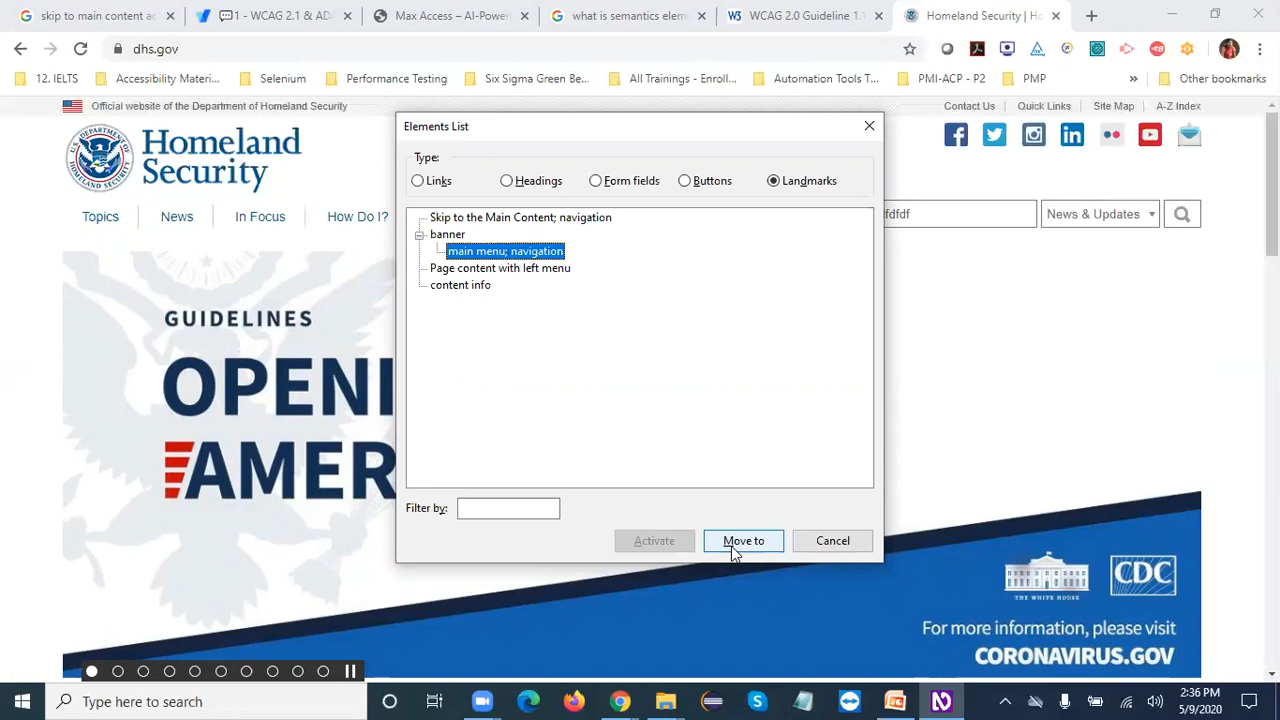 skip to main content ac
1 - WCAG 2.1 & AD
Max Access – AI-Power
what is semantics elem
WCAG 2.0 Guideline 1.1
Homeland Security | Ho
dhs.gov
12. IELTS
Accessibility Materi...
Selenium
Performance Testing
Six Sigma Green Be...
All Trainings - Enroll...
Automation Tools T...
PMI-ACP - P2
PMP
Other bookmarks
Official website of the Department of Homeland Security
Contact Us
Quick Links
Site Map
A-Z Index
Homeland
Security
Topics
News
In Focus
How Do I?
fdfdf
News & Updates
Elements List
Type:
Links
Headings
Form fields
Buttons
Landmarks
Skip to the Main Content; navigation
banner
main menu; navigation
Page content with left menu
content info
Filter by:
Activate
Move to
Cancel
GUIDELINES
OPENI
AMER
THE WHITE HOUSE
CDC
For more information, please visit
CORONAVIRUS.GOV
Type here to search
2:36 PM
5/9/2020